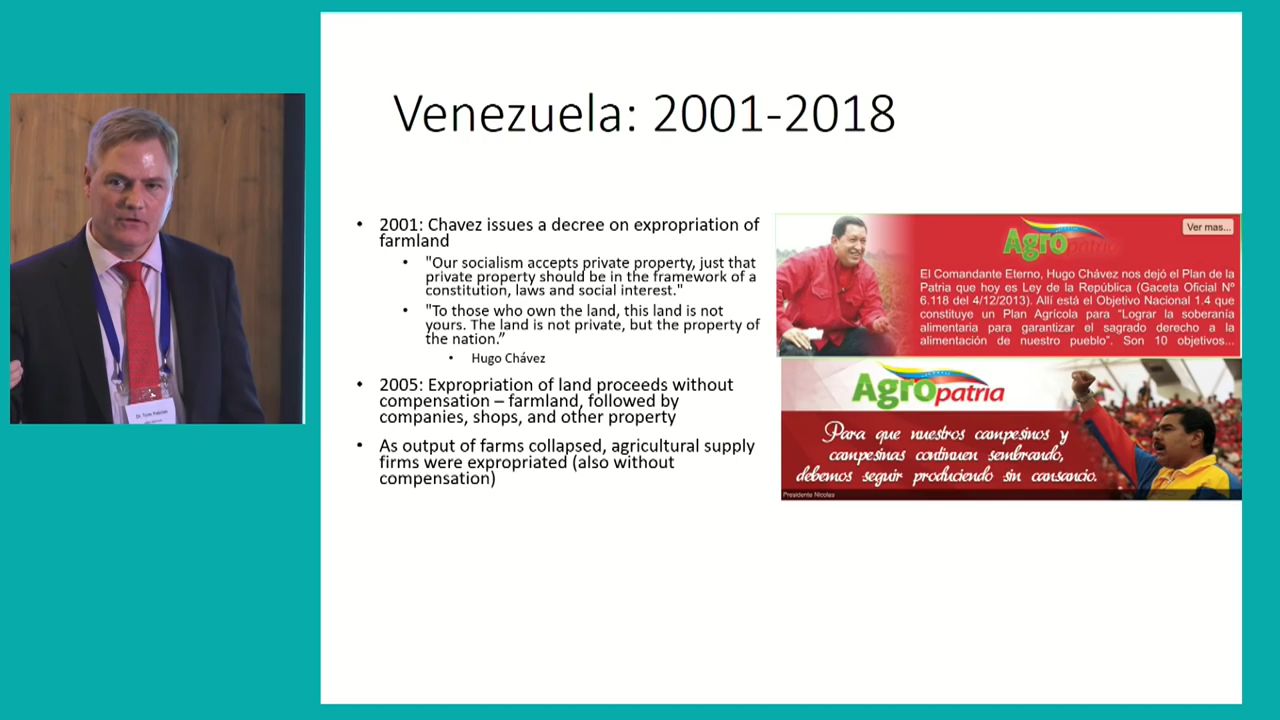 Venezuela: 2001-2018
• 2001: Chavez issues a decree on expropriation of
farmland
• "Our socialism accepts private property, just that
private property should be in the framework of a
constitution, laws and social interest."
• "To those who own the land, this land is not
yours. The land is not private, but the property of
the nation.”
• Hugo Chávez
• 2005: Expropriation of land proceeds without
compensation – farmland, followed by
companies, shops, and other property
• As output of farms collapsed, agricultural supply
firms were expropriated (also without
compensation)
Ver mas...
Agropatria
El Comandante Eterno, Hugo Chávez nos dejó el Plan de la
Patria que hoy es Ley de la República (Gaceta Oficial Nº
6.118 del 4/12/2013). Allí está el Objetivo Nacional 1.4 que
constituye un Plan Agrícola para “Lograr la soberanía
alimentaria para garantizar el sagrado derecho a la
alimentación de nuestro pueblo”. Son 10 objetivos...
Agropatria
Para que nuestros campesinos y
campesinas continuen sembrando,
debemos seguir produciendo sin cansancio.
Presidente Nicolas
Dr. Tom